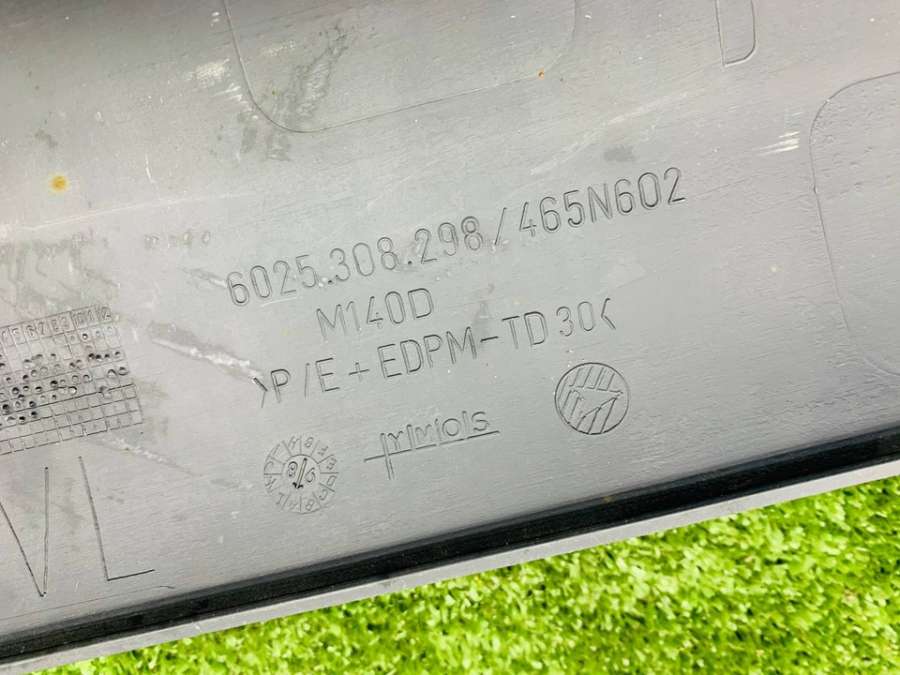 6025.308.298/465N602
M140D
>P/E+EDPM-TD30<
VL